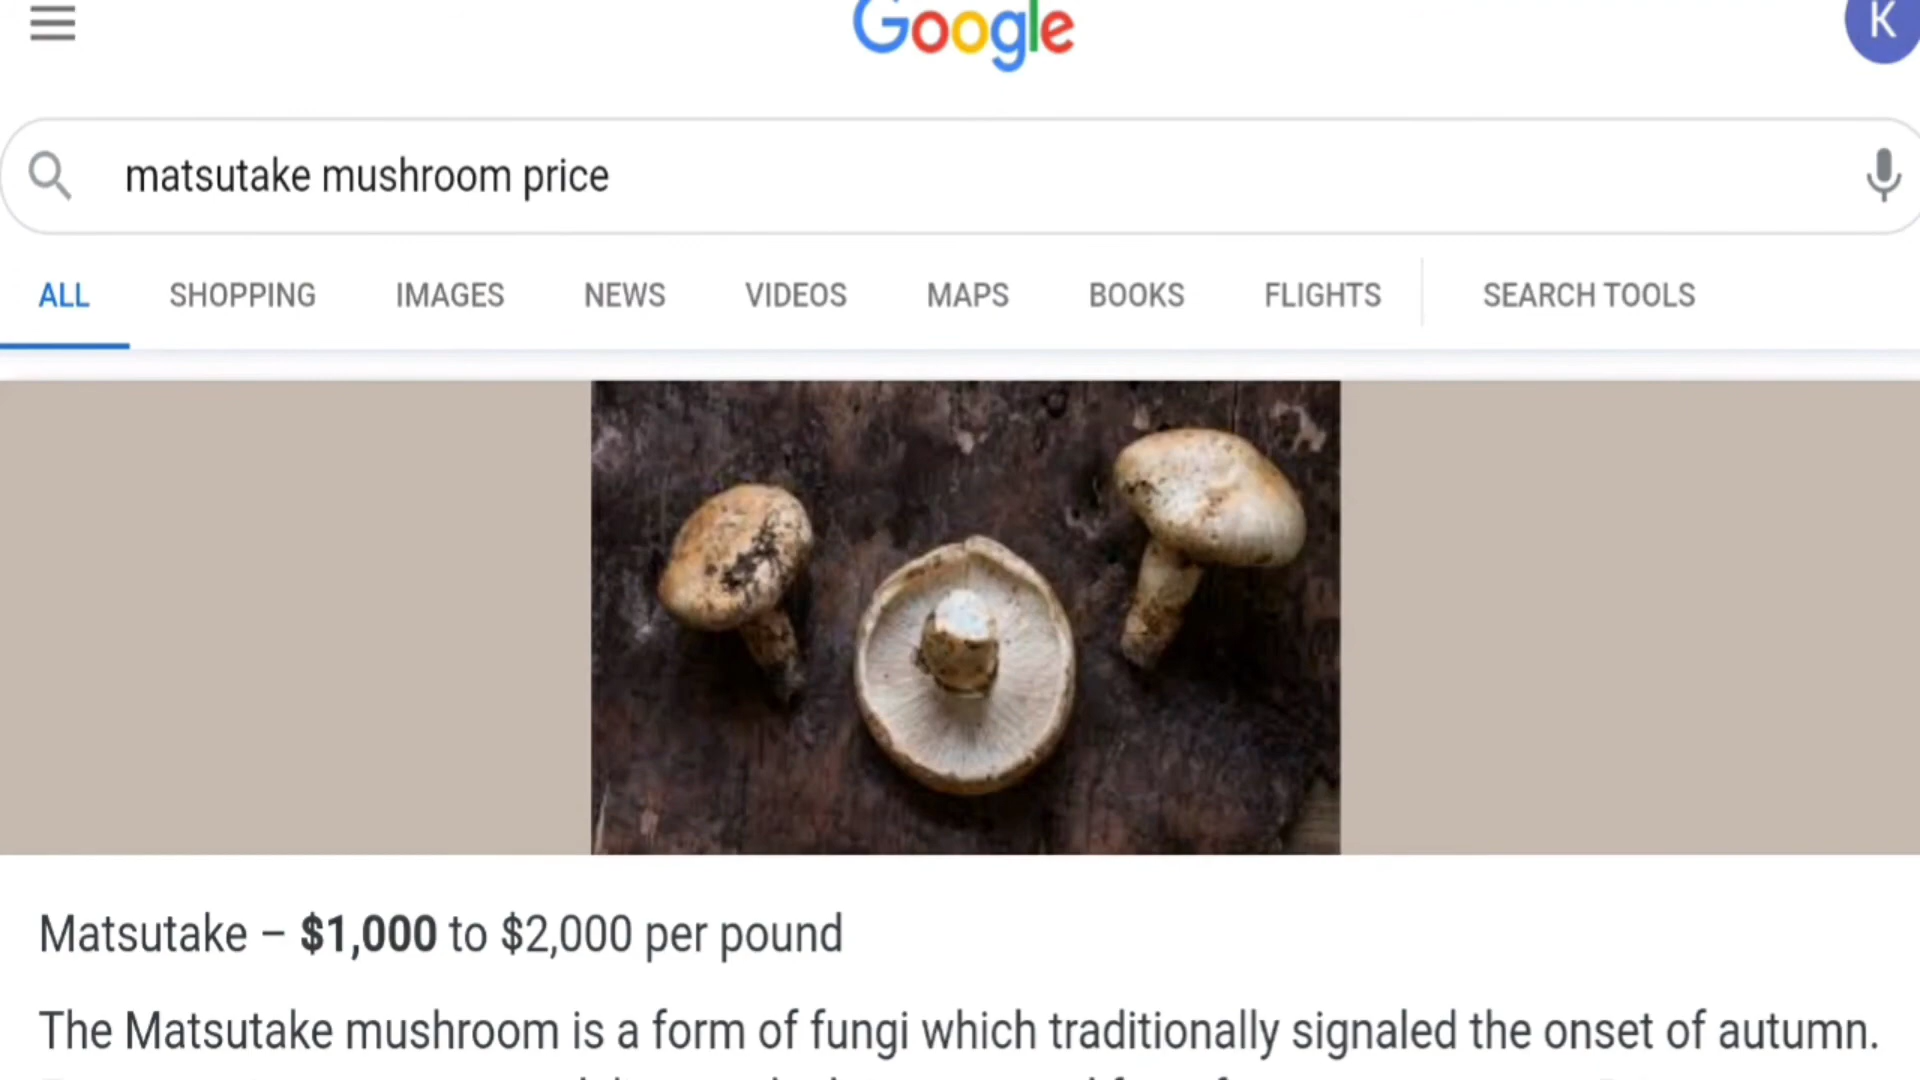 Google
K
matsutake mushroom price
ALL SHOPPING IMAGES NEWS VIDEOS MAPS BOOKS FLIGHTS SEARCH TOOLS
Matsutake – $1,000 to $2,000 per pound
The Matsutake mushroom is a form of fungi which traditionally signaled the onset of autumn.